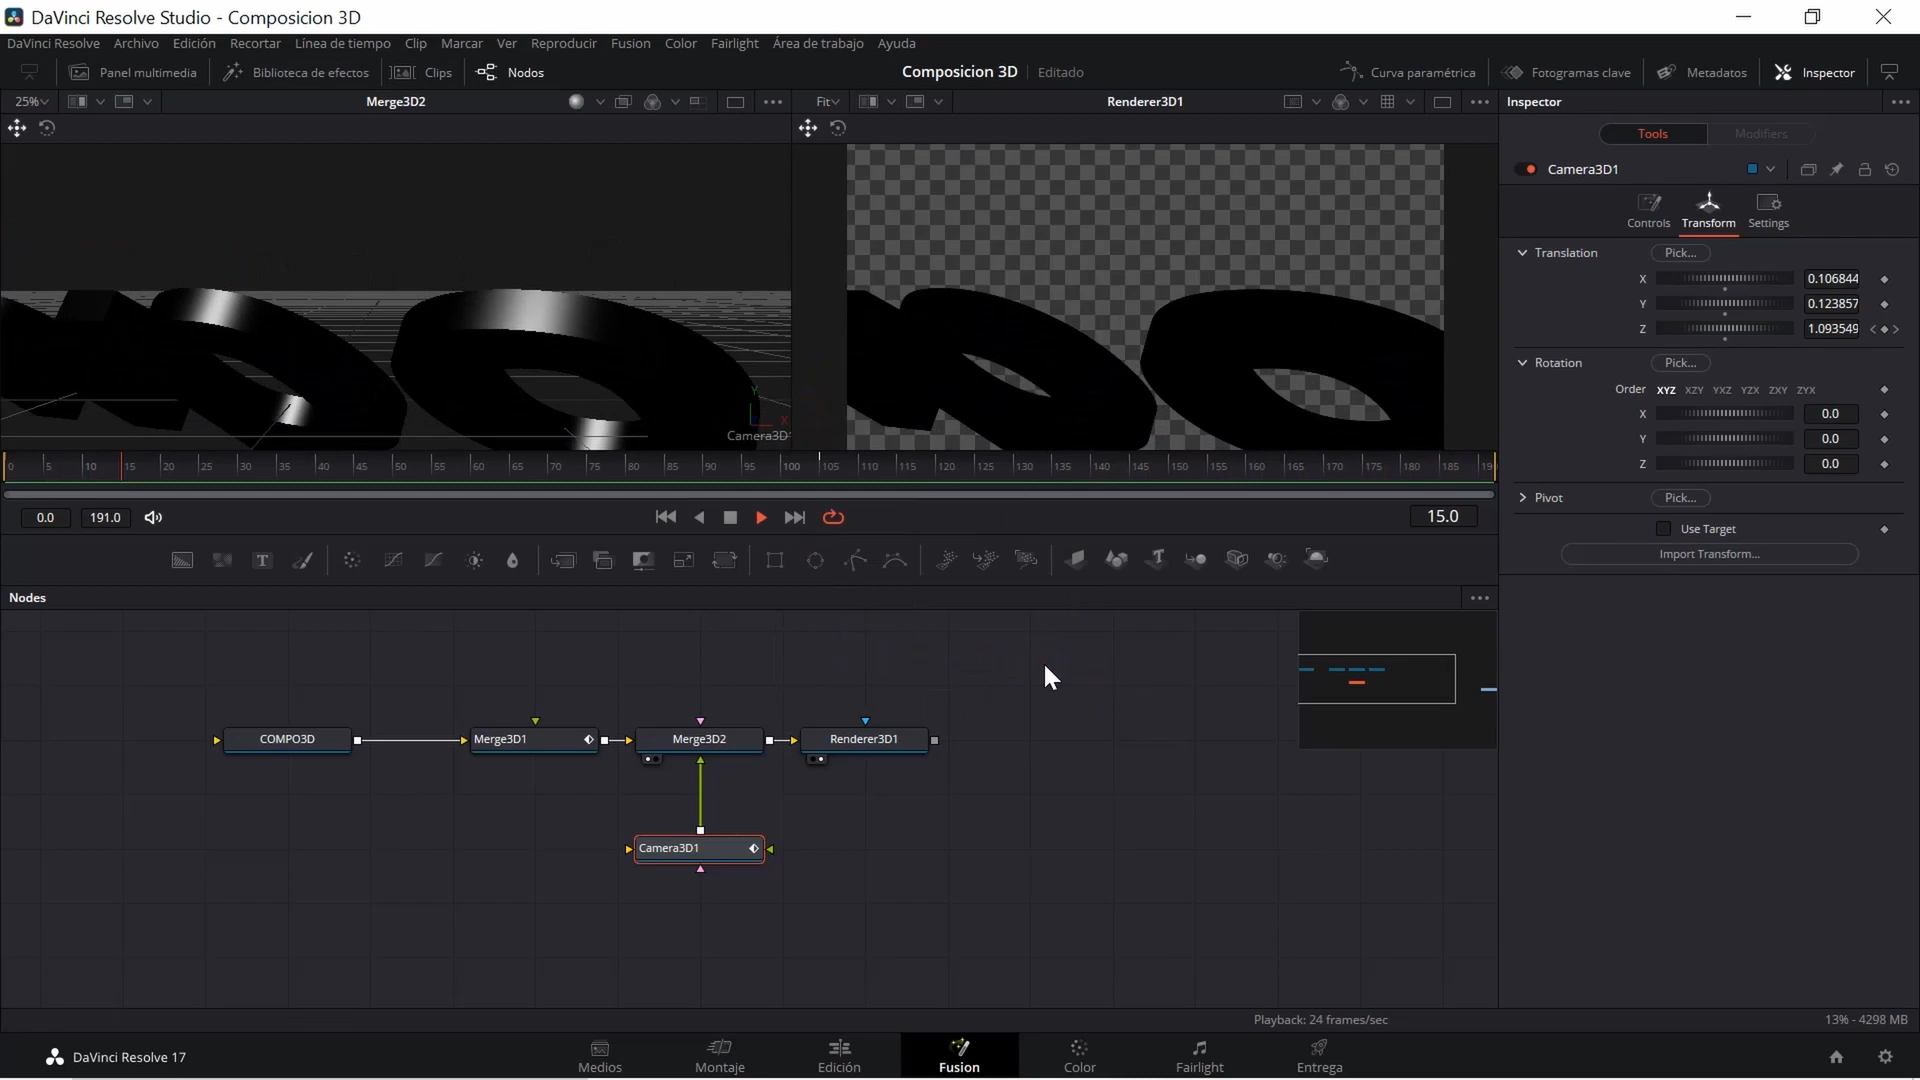 DaVinci Resolve Studio - Composicion 3D
DaVinci Resolve Archivo Edición Recortar Línea de tiempo Clip Marcar Ver Reproducir Fusion Color Fairlight Área de trabajo Ayuda
Panel multimedia Biblioteca de efectos Clips Nodos Composicion 3D Editado Curva paramétrica Fotogramas clave Metadatos Inspector
25% Merge3D2 Fit Renderer3D1 Inspector
Tools Modifiers
Camera3D1
Controls Transform Settings
Translation Pick...
X 0.106844
Y 0.123857
Z 1.093549
Rotation Pick...
Order XYZ XZY YXZ YZX ZXY ZYX
X 0.0
Y 0.0
Z 0.0
Pivot Pick...
Use Target
Import Transform...
Y
X
Camera3D1
0 5 10 15 20 25 30 35 40 45 50 55 60 65 70 75 80 85 90 95 100 105 110 115 120 125 130 135 140 145 150 155 160 165 170 175 180 185 190
0.0 191.0 15.0
Nodes
COMPO3D Merge3D1 Merge3D2 Renderer3D1
Camera3D1
Playback: 24 frames/sec 13% - 4298 MB
DaVinci Resolve 17 Medios Montaje Edición Fusion Color Fairlight Entrega